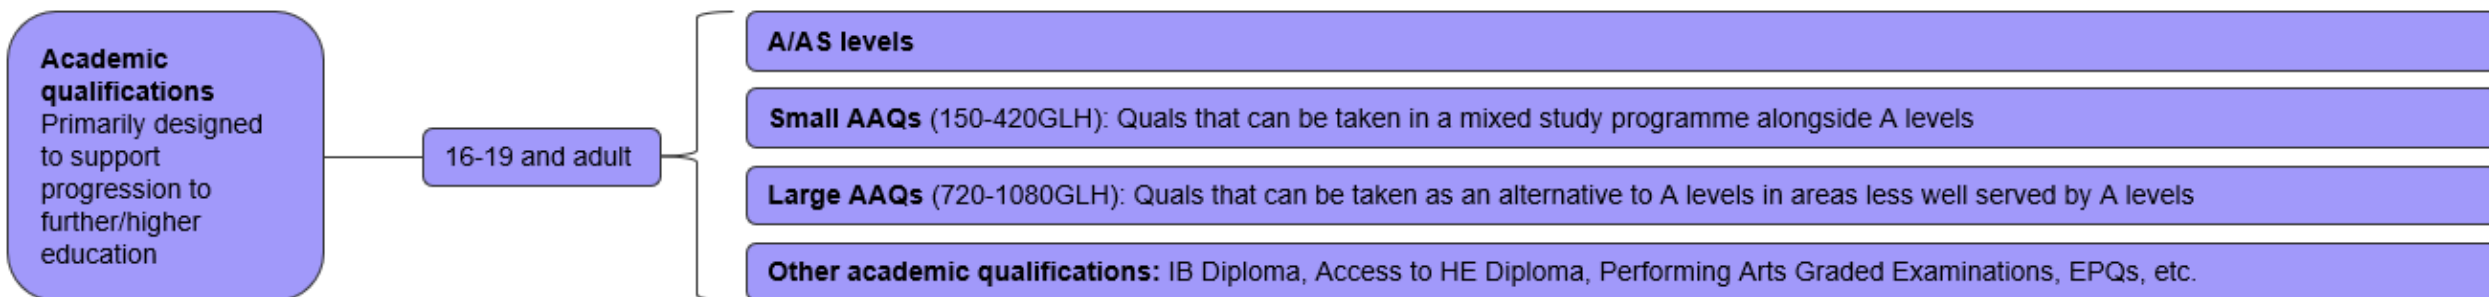 Academic
qualifications
Primarily designed
to support
progression to
further/higher
education
16-19 and adult
A/AS levels
Small AAQs (150-420GLH): Quals that can be taken in a mixed study programme alongside A levels
Large AAQs (720-1080GLH): Quals that can be taken as an alternative to A levels in areas less well served by A levels
Other academic qualifications: IB Diploma, Access to HE Diploma, Performing Arts Graded Examinations, EPQs, etc.